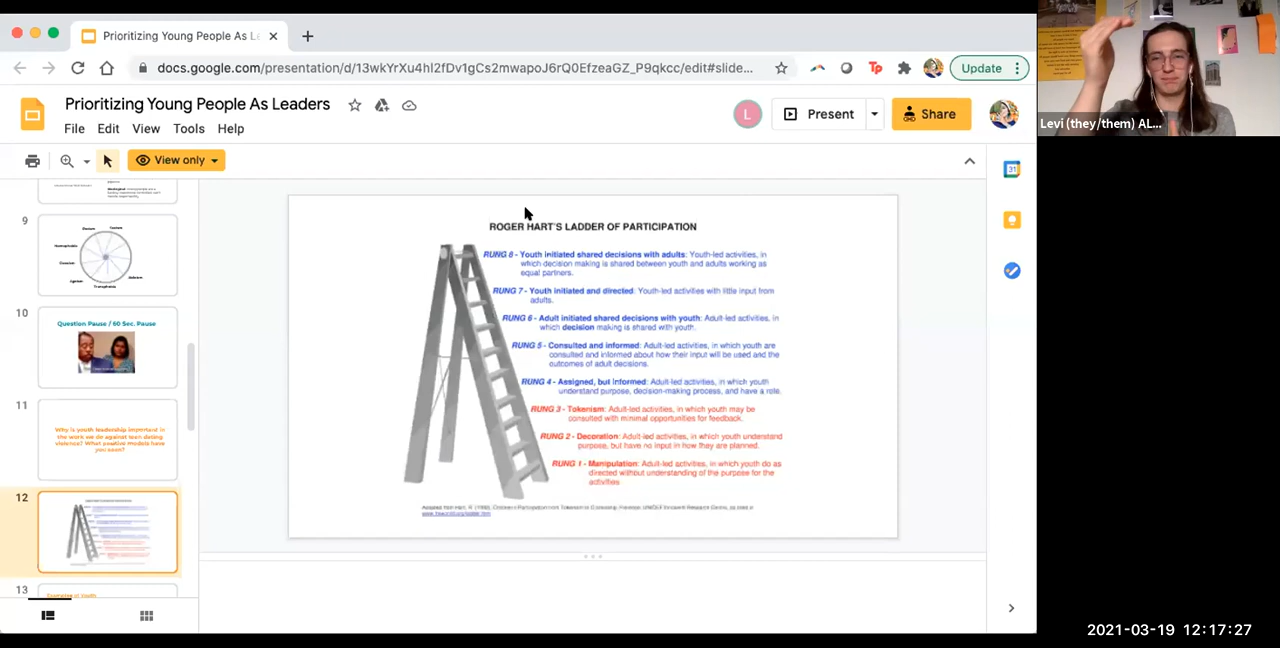 Prioritizing Young People As Le
Update
Prioritizing Young People As Leaders
File Edit View Tools Help
L
Present
Share
View only
31
Levi (they/them) AL...
9
10
Question Pause / 60 Sec. Pause
11
Why is youth leadership important in
the work we do against teen dating
violence? What positive models have
you seen?
12
13
ROGER HART'S LADDER OF PARTICIPATION
RUNG 8 - Youth initiated shared decisions with adults: Youth-led activities, in
which decision making is shared between youth and adults working as
equal partners.
RUNG 7 - Youth initiated and directed: Youth-led activities with little input from
adults.
RUNG 6 - Adult initiated shared decisions with youth: Adult-led activities, in
which decision making is shared with youth.
RUNG 5 - Consulted and informed: Adult-led activities, in which youth are
consulted and informed about how their input will be used and the
outcomes of adult decisions.
RUNG 4 - Assigned, but informed: Adult-led activities, in which youth
understand purpose, decision-making process, and have a role.
RUNG 3 - Tokenism: Adult-led activities, in which youth may be
consulted with minimal opportunities for feedback.
RUNG 2 - Decoration: Adult-led activities, in which youth understand
purpose, but have no input in how they are planned.
RUNG 1 - Manipulation: Adult-led activities, in which youth do as
directed without understanding of the purpose for the
activities
2021-03-19 12:17:27